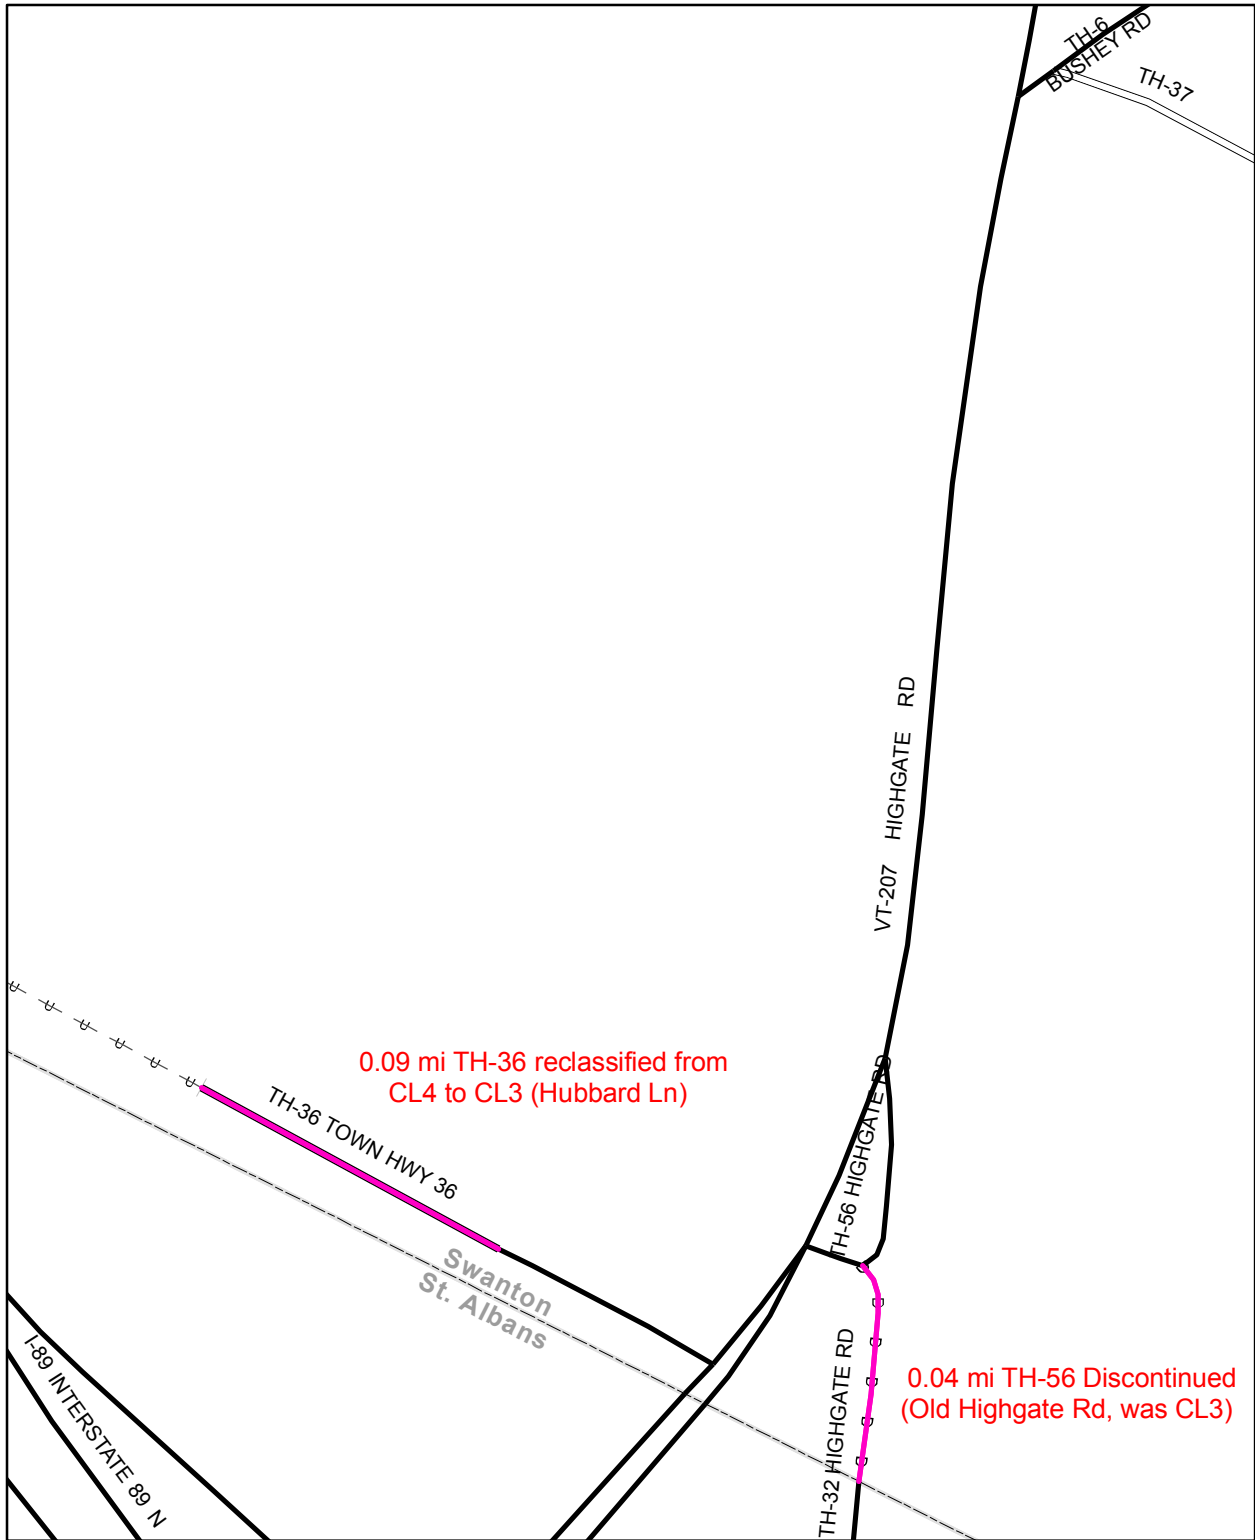 TH-6
BUSHEY RD
TH-37
VT-207 HIGHGATE RD
0.09 mi TH-36 reclassified from
CL4 to CL3 (Hubbard Ln)
TH-36 TOWN HWY 36
TH-56 HIGHGATE RD
Swanton
St. Albans
I-89 INTERSTATE 89 N
TH-32 HIGHGATE RD
0.04 mi TH-56 Discontinued
(Old Highgate Rd, was CL3)